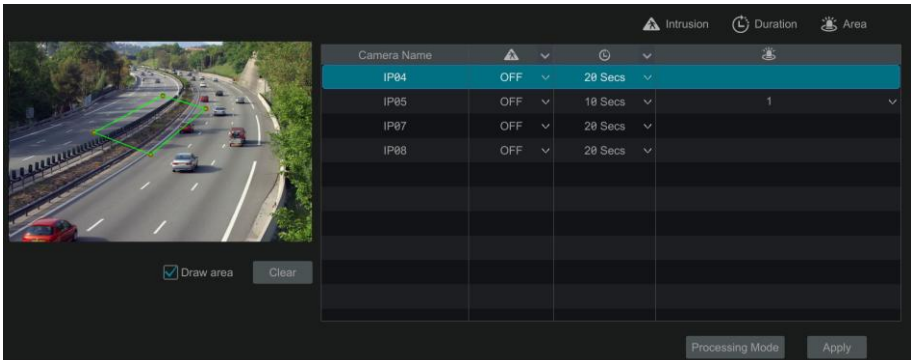 Intrusion Duration Area
Camera Name
IP04 OFF 20 Secs
IP05 OFF 10 Secs 1
IP07 OFF 20 Secs
IP08 OFF 20 Secs
Draw area Clear
Processing Mode Apply